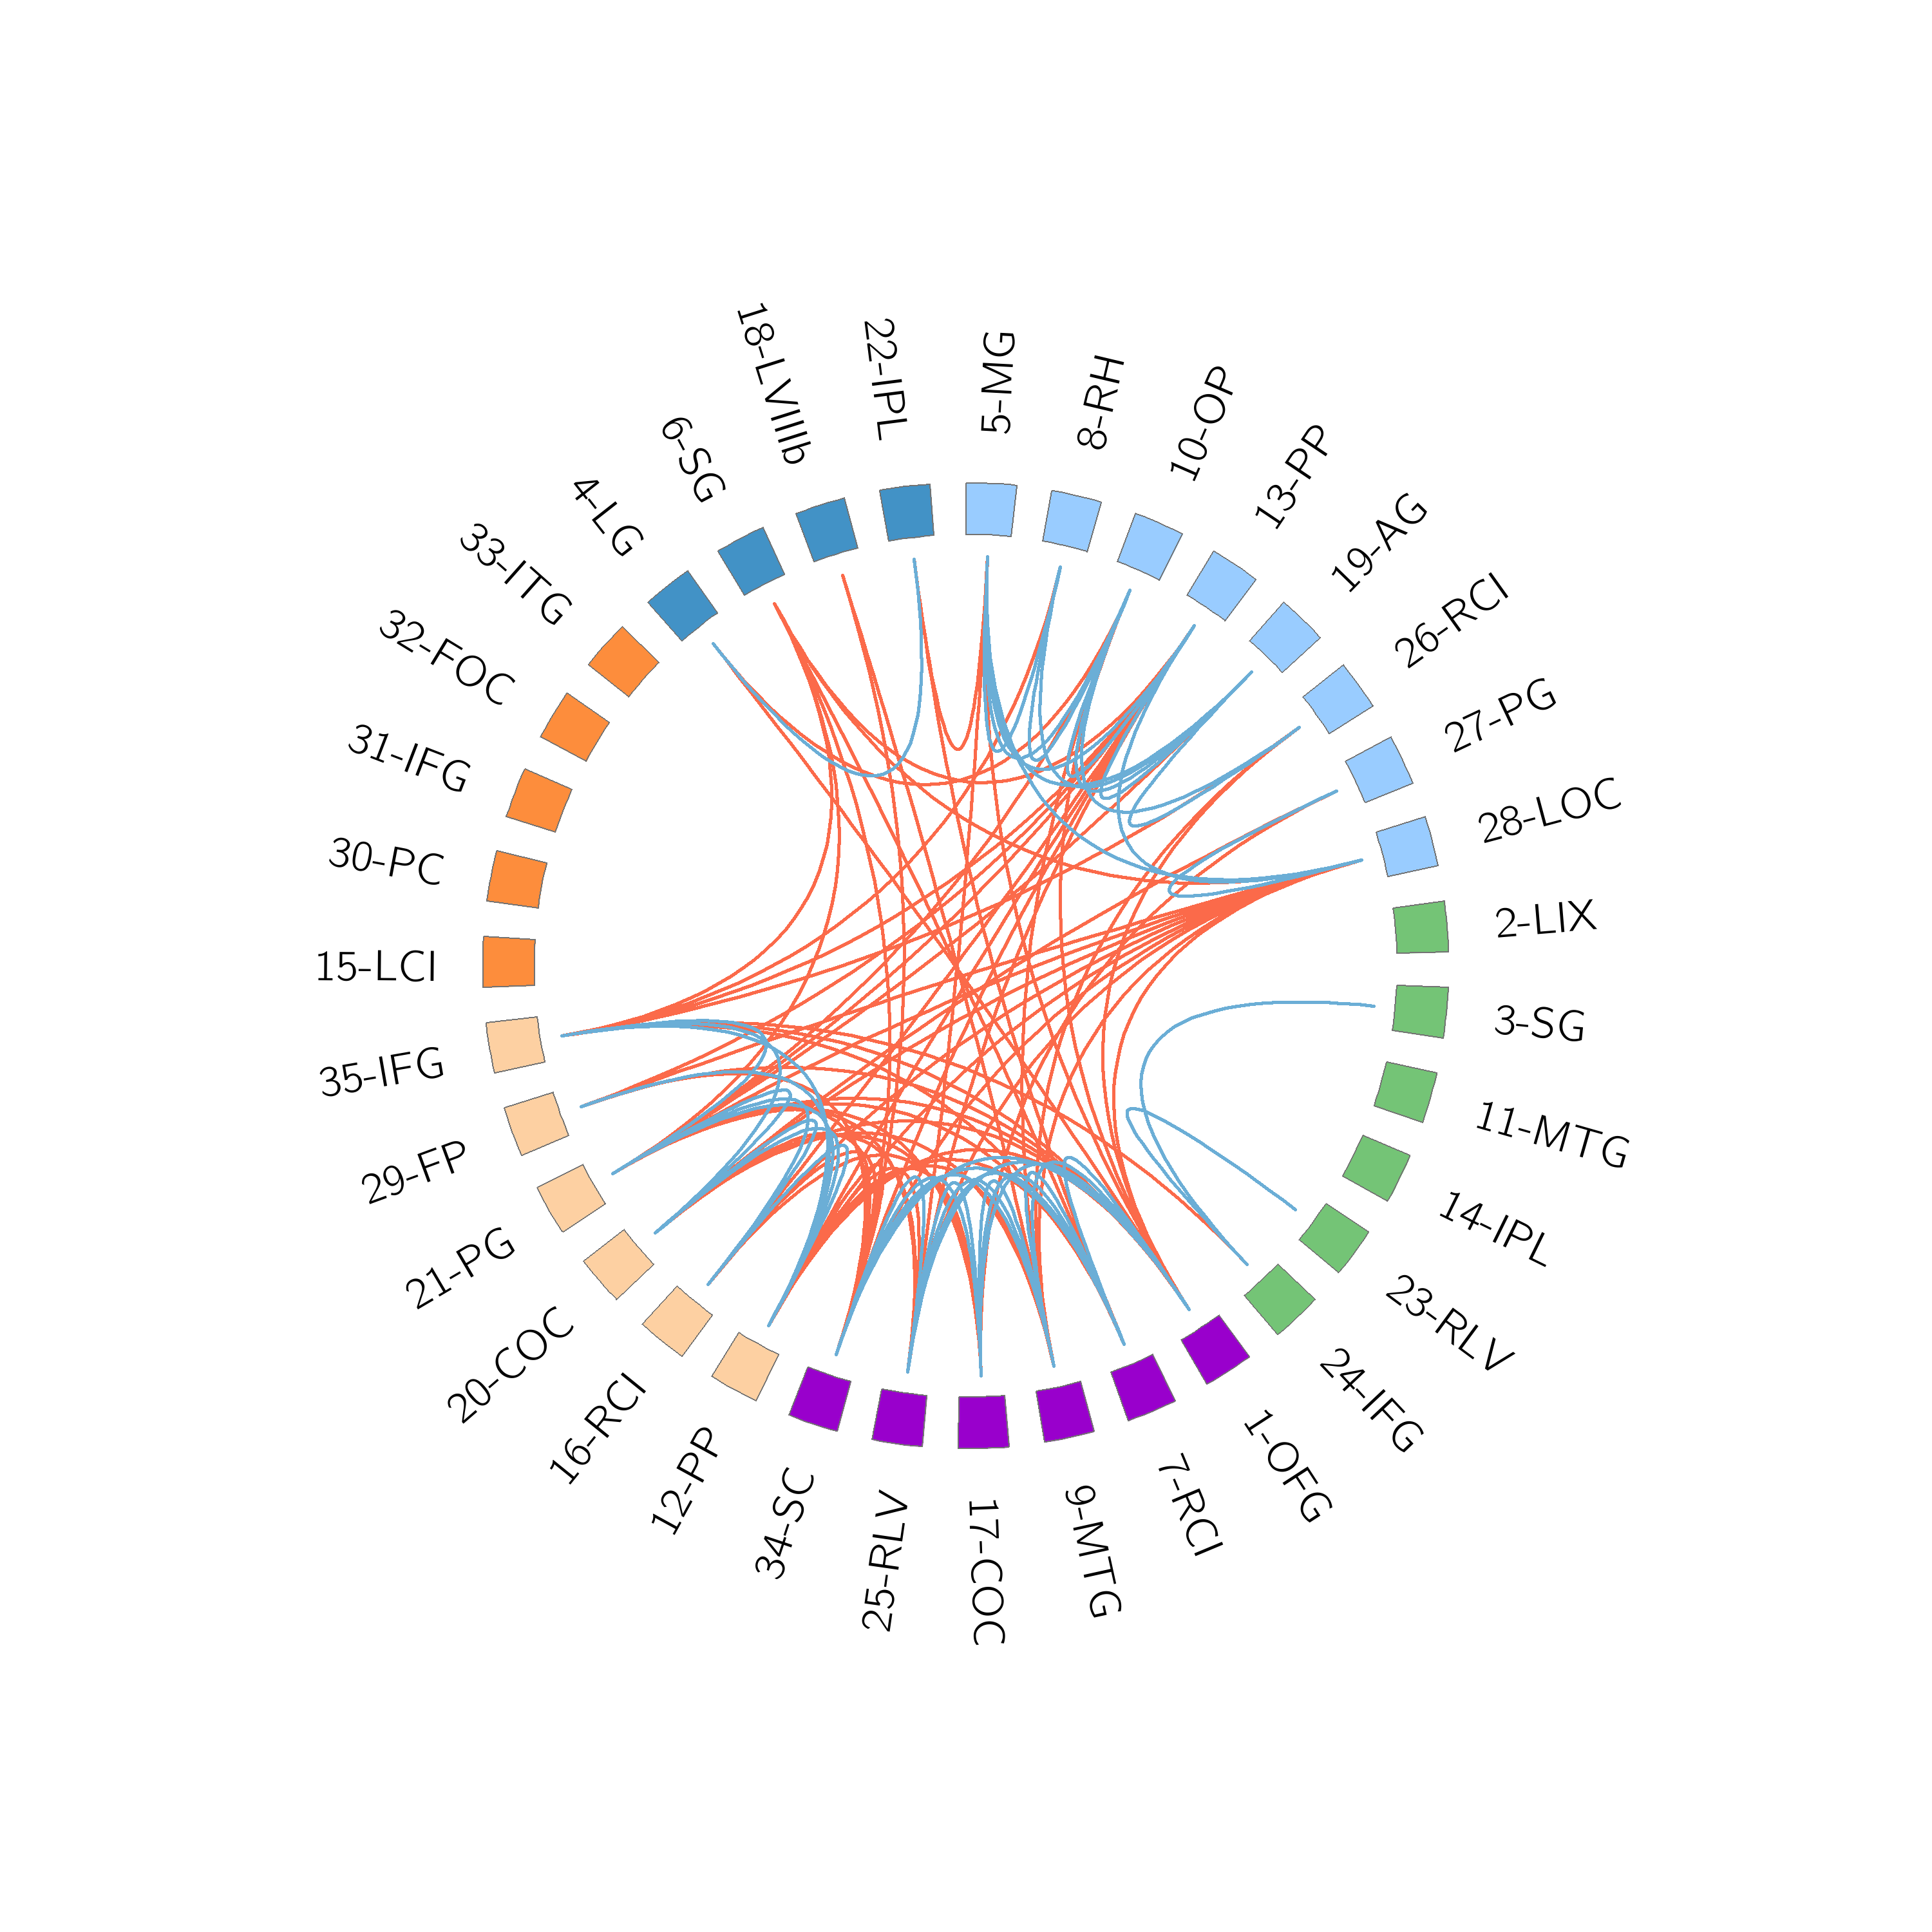 5-MG
8-RH
10-OP
13-PP
19-AG
26-RCI
27-PG
28-LOC
2-LIX
3-SG
11-MTG
14-IPL
23-RLV
24-IFG
1-OFG
7-RCI
9-MTG
17-COC
25-RLV
34-SC
12-PP
16-RCI
20-COC
21-PG
29-FP
35-IFG
15-LCI
30-PC
31-IFG
32-FOC
33-ITG
4-LG
6-SG
18-LVIIIb
22-IPL